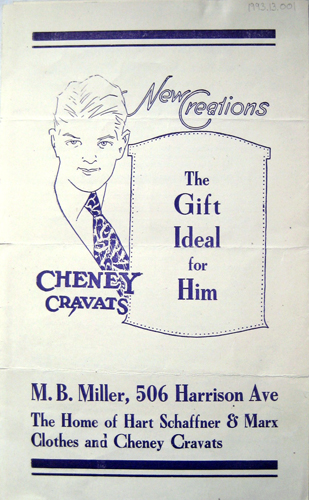 1993.13.001
New Creations
The
Gift
Ideal
for
Him
CHENEY
CRAVATS
M. B. Miller, 506 Harrison Ave
The Home of Hart Schaffner & Marx
Clothes and Cheney Cravats